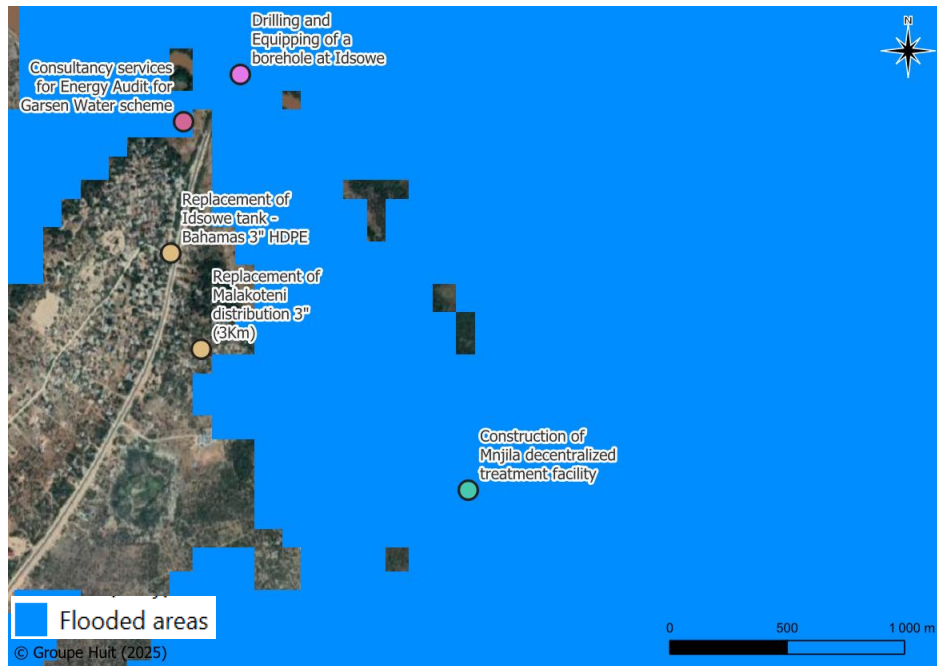 N
Drilling and
Equipping of a
borehole at Idsowe
Consultancy services
for Energy Audit for
Garsen Water scheme
Replacement of
Idsowe tank -
Bahamas 3" HDPE
Replacement of
Malakoteni
distribution 3"
(3Km)
Construction of
Mnjila decentralized
treatment facility
Flooded areas
© Groupe Huit (2025)
0 500 1 000 m